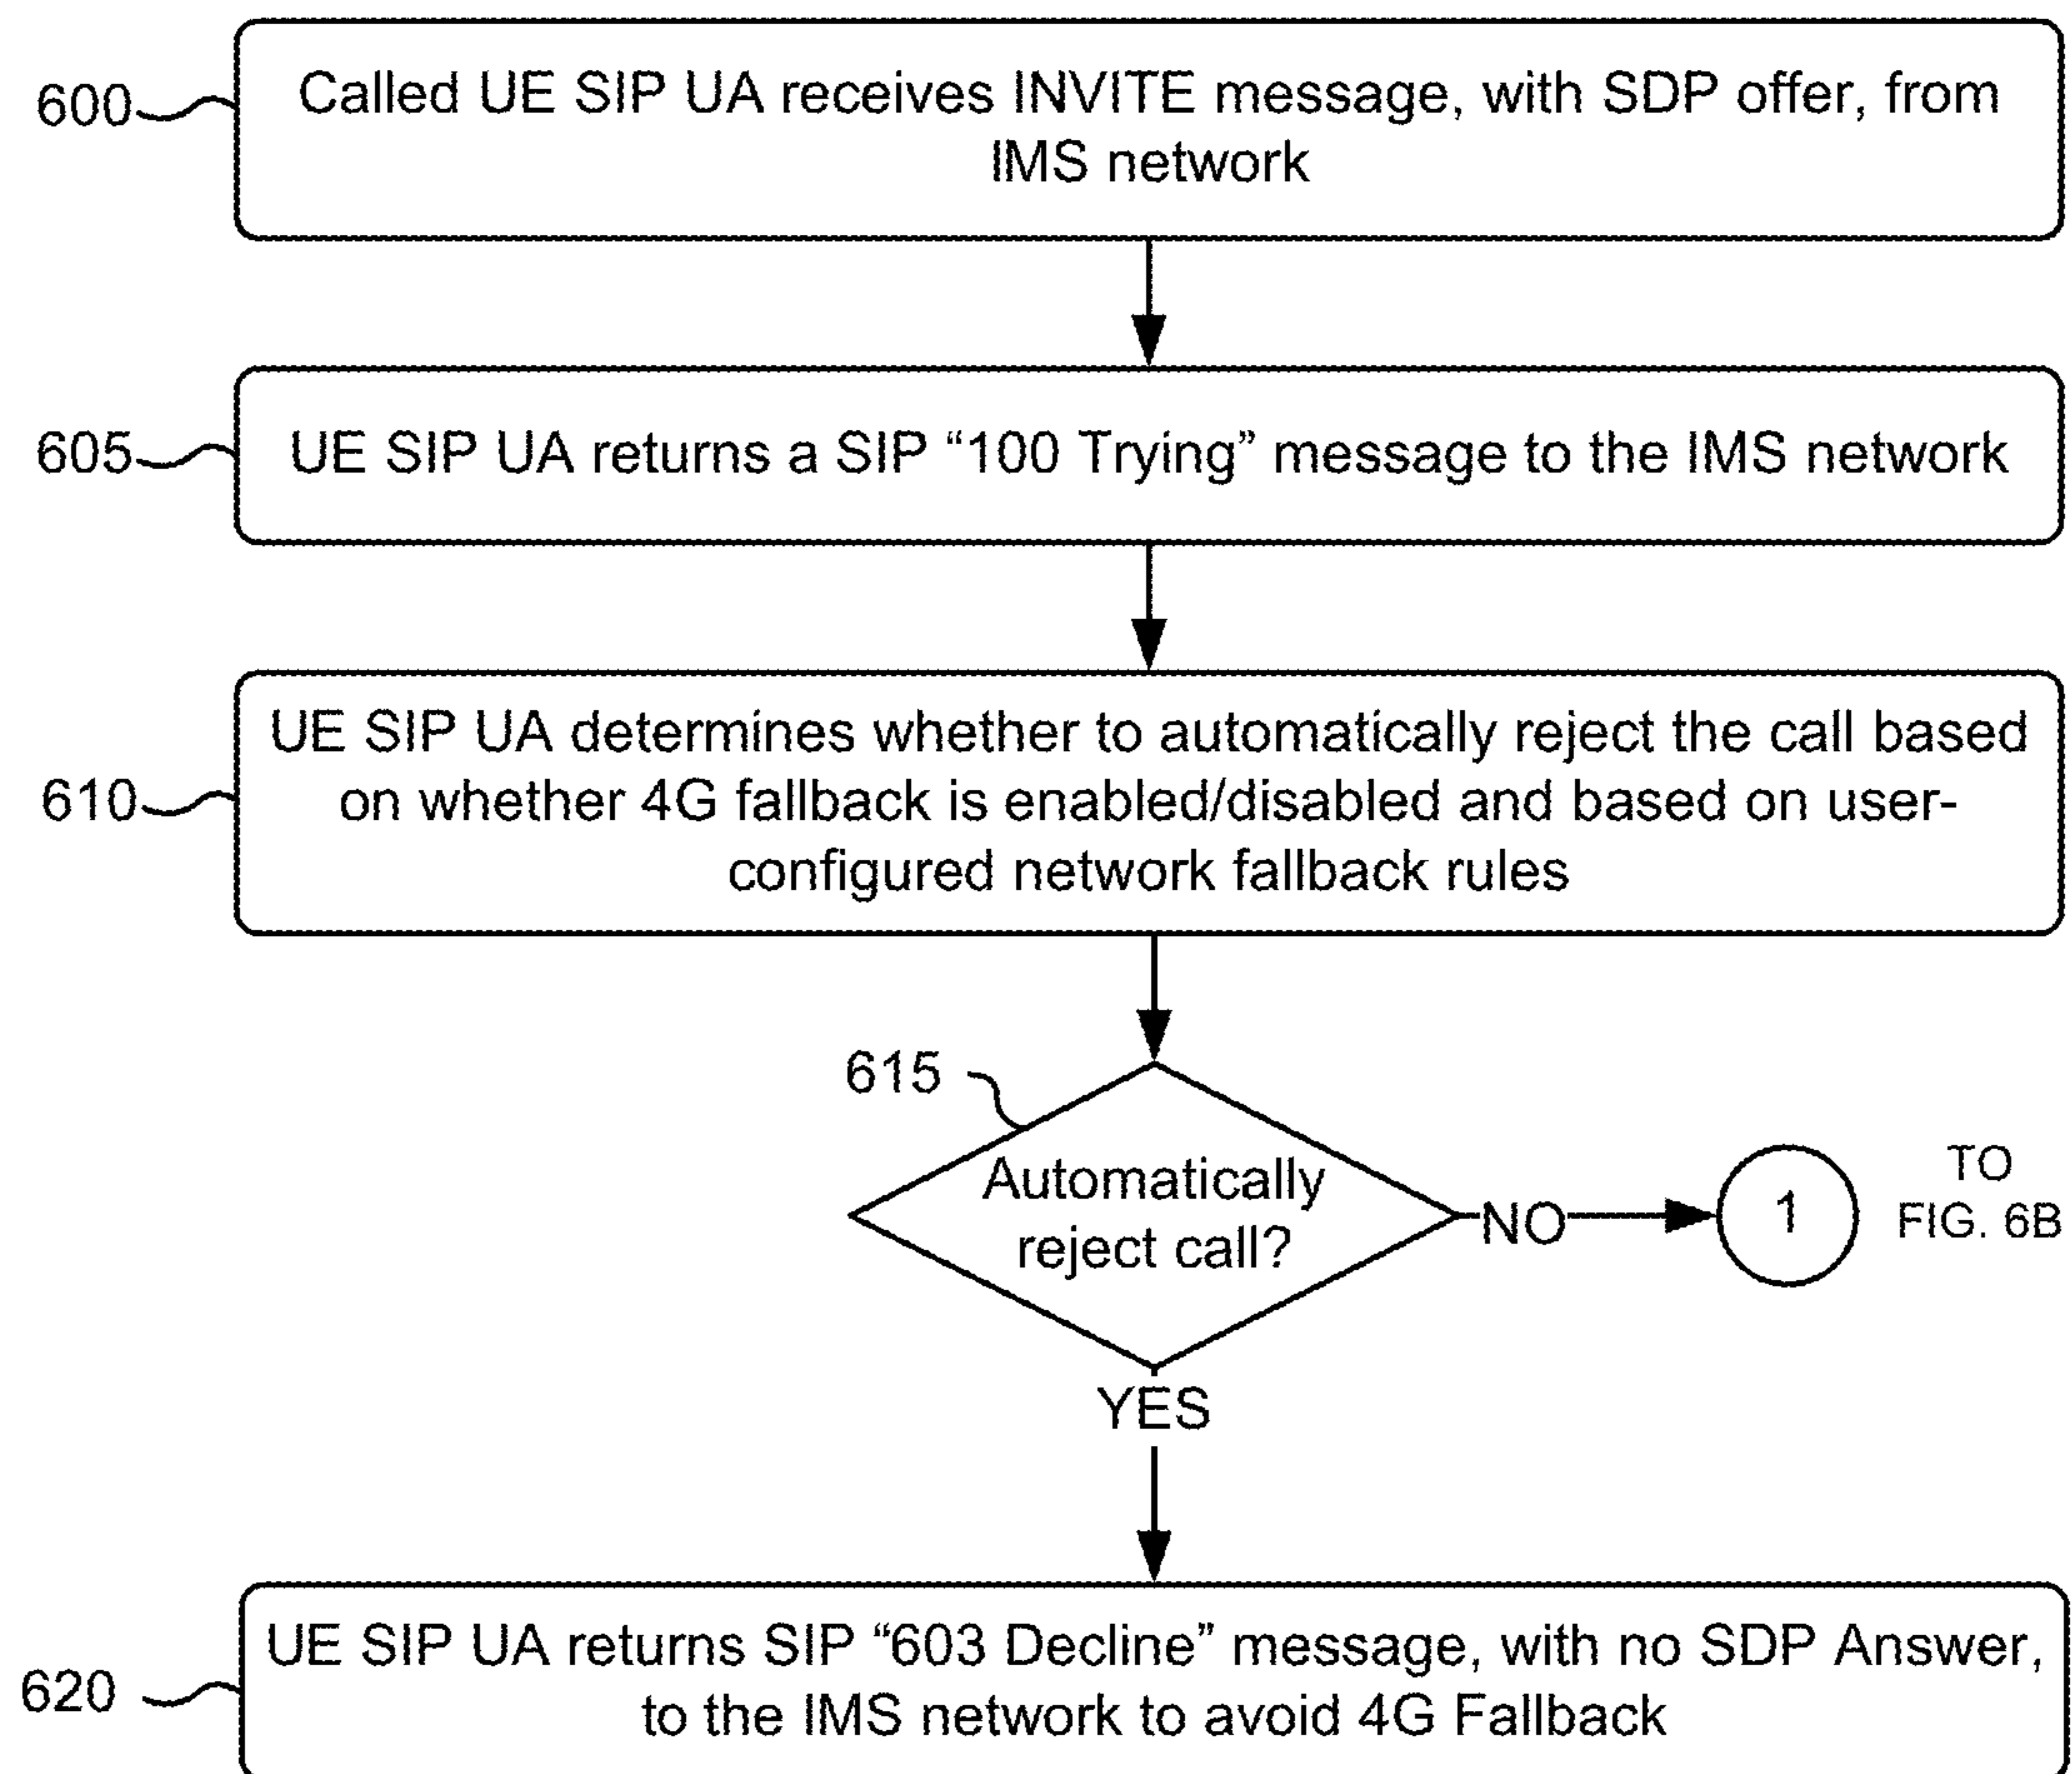 600
Called UE SIP UA receives INVITE message, with SDP offer, from
IMS network
605
UE SIP UA returns a SIP “100 Trying” message to the IMS network
610
UE SIP UA determines whether to automatically reject the call based
on whether 4G fallback is enabled/disabled and based on user-
configured network fallback rules
615
Automatically
reject call?
NO
1
TO
FIG. 6B
YES
620
UE SIP UA returns SIP “603 Decline” message, with no SDP Answer,
to the IMS network to avoid 4G Fallback